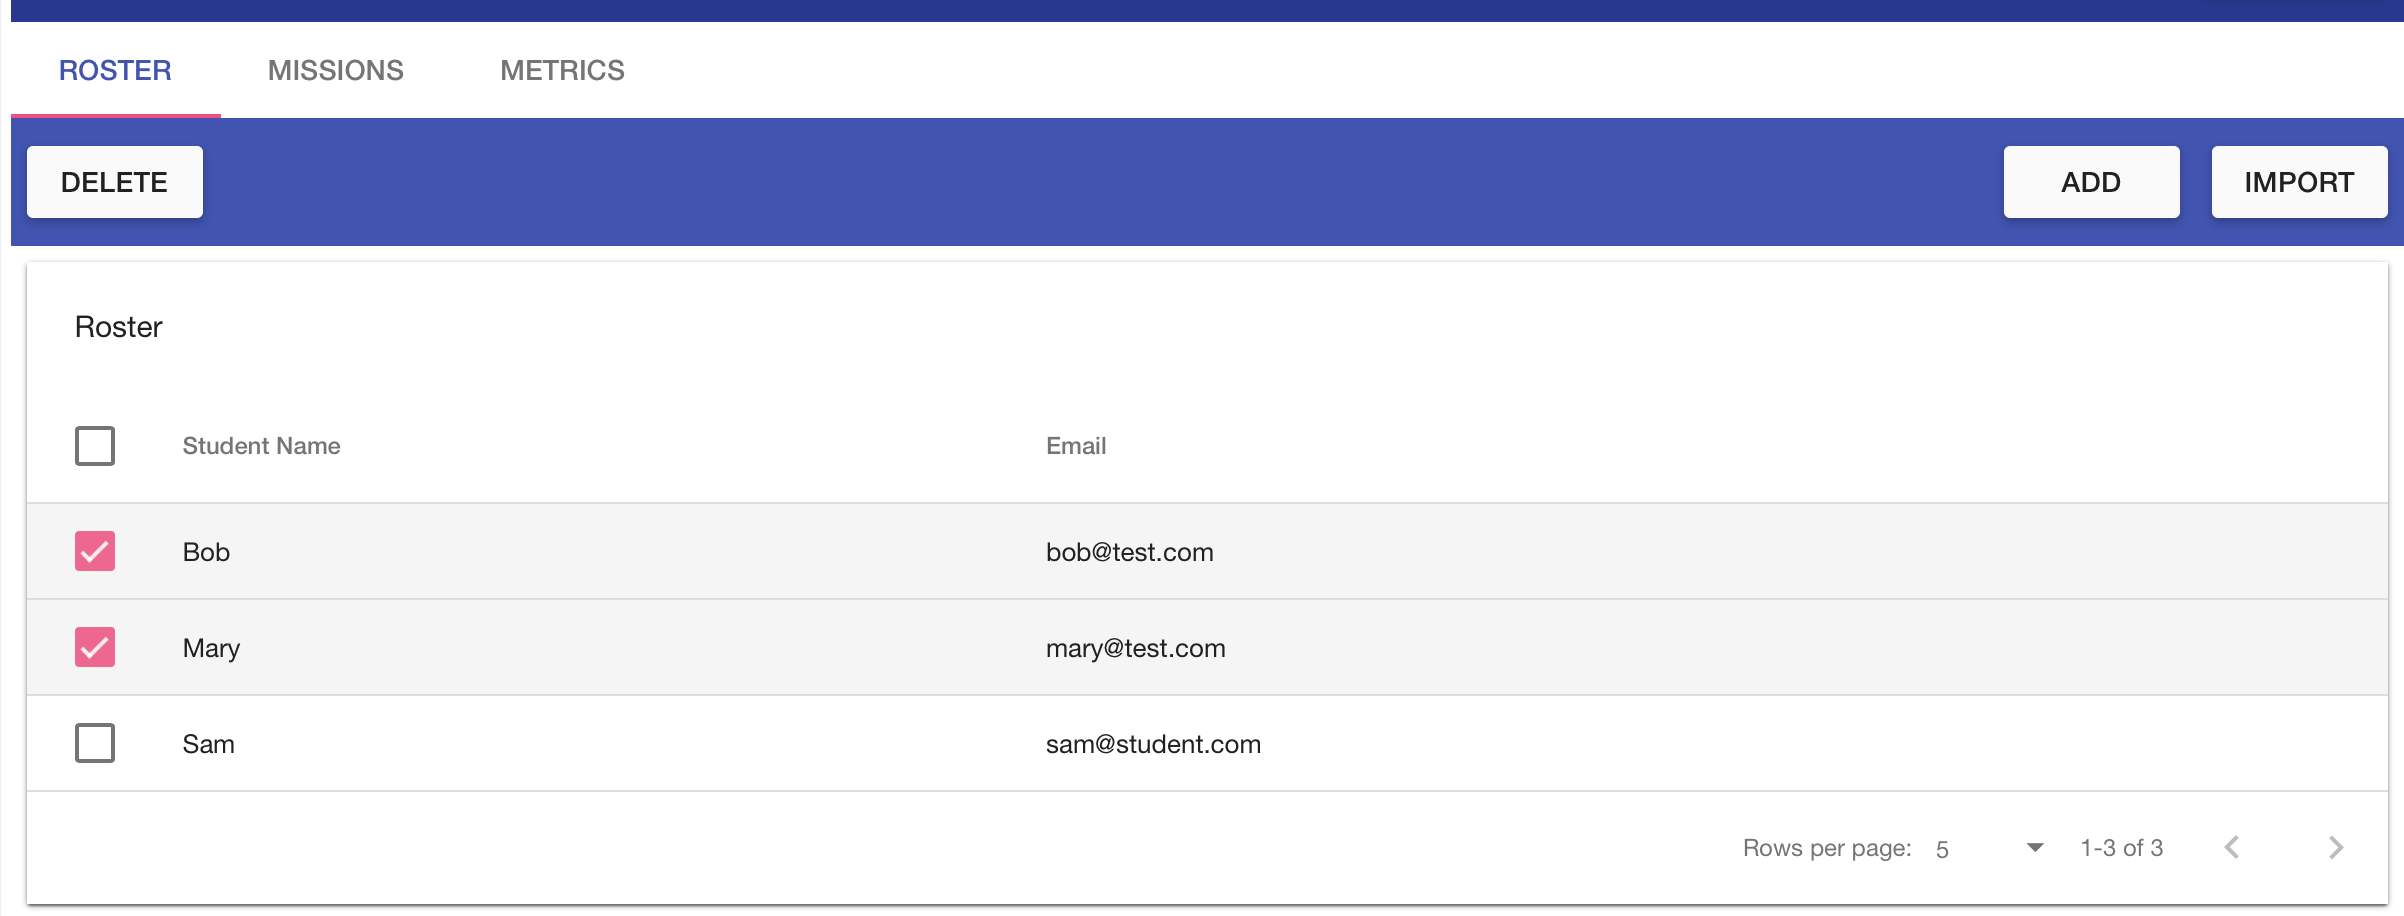 ROSTER MISSIONS METRICS
DELETE ADD IMPORT
Roster
Student Name Email
Bob bob@test.com
Mary mary@test.com
Sam sam@student.com
Rows per page: 5 1-3 of 3